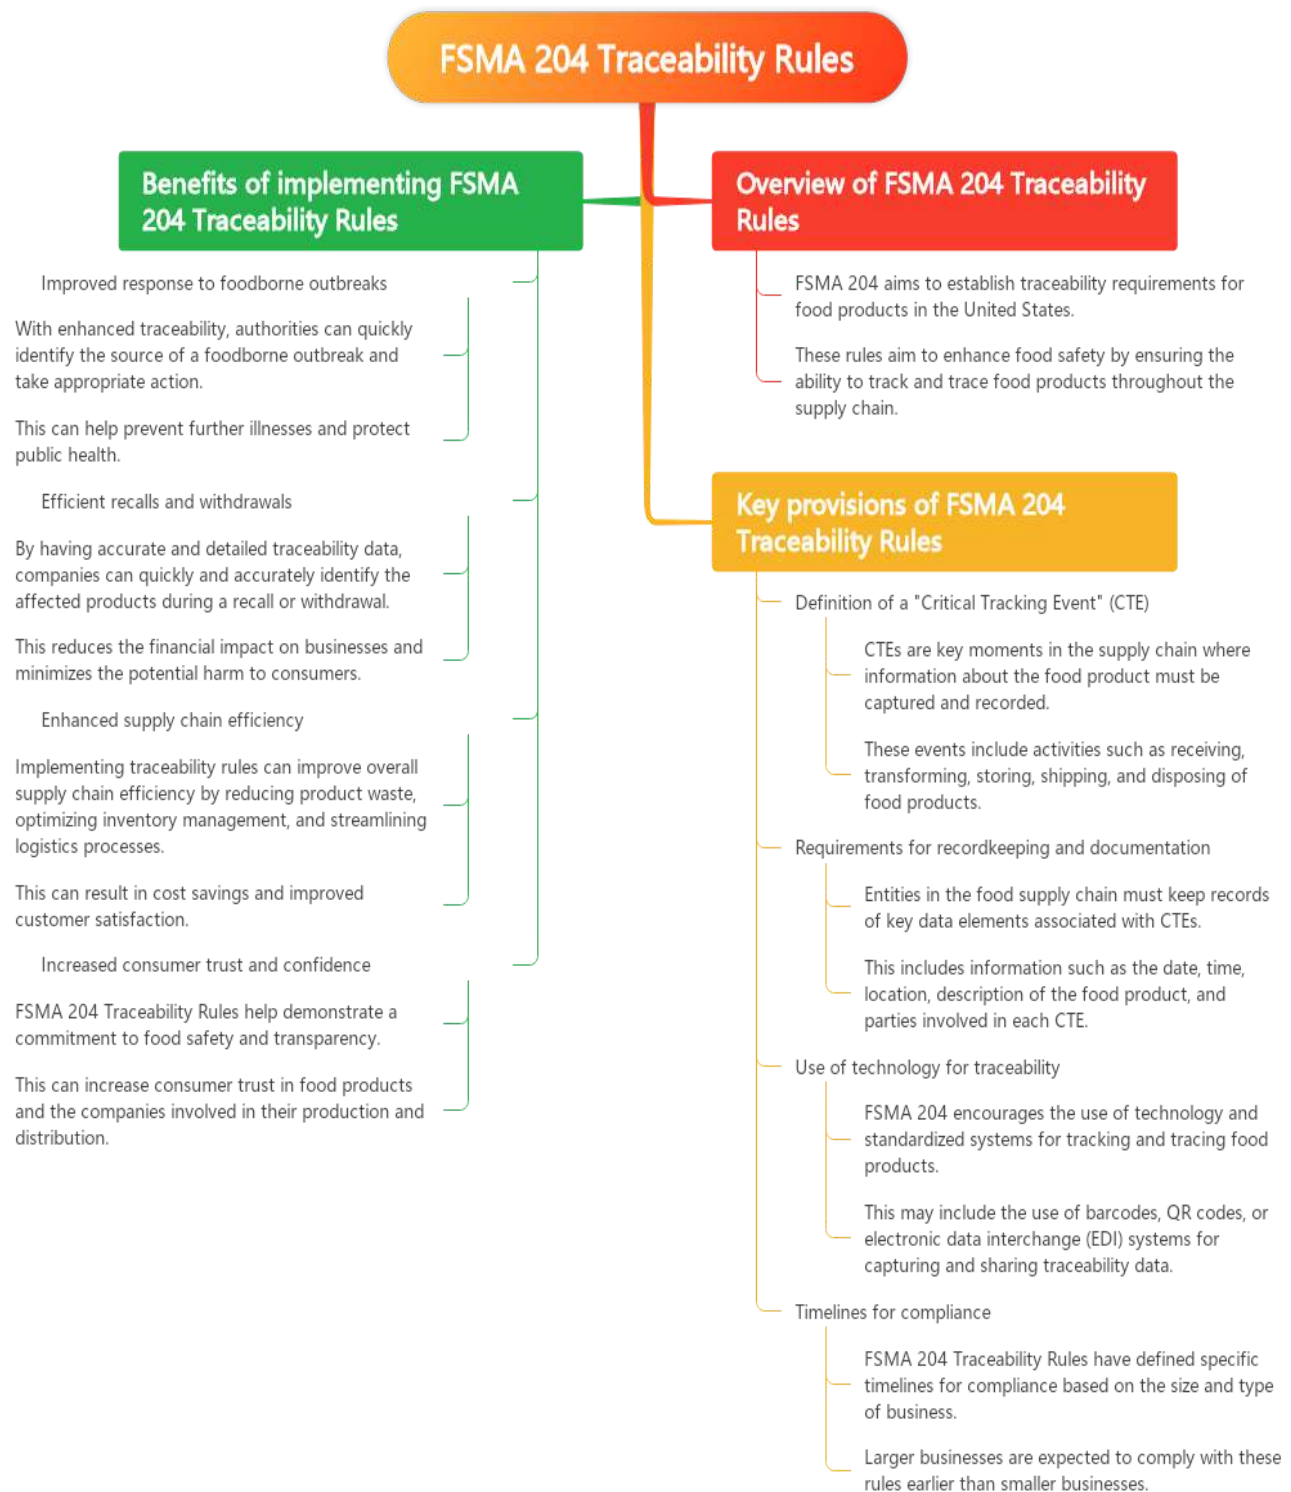 FSMA 204 Traceability Rules
Benefits of implementing FSMA
204 Traceability Rules
Improved response to foodborne outbreaks
With enhanced traceability, authorities can quickly
identify the source of a foodborne outbreak and
take appropriate action.
This can help prevent further illnesses and protect
public health.
Efficient recalls and withdrawals
By having accurate and detailed traceability data,
companies can quickly and accurately identify the
affected products during a recall or withdrawal.
This reduces the financial impact on businesses and
minimizes the potential harm to consumers.
Enhanced supply chain efficiency
Implementing traceability rules can improve overall
supply chain efficiency by reducing product waste,
optimizing inventory management, and streamlining
logistics processes.
This can result in cost savings and improved
customer satisfaction.
Increased consumer trust and confidence
FSMA 204 Traceability Rules help demonstrate a
commitment to food safety and transparency.
This can increase consumer trust in food products
and the companies involved in their production and
distribution.
Overview of FSMA 204 Traceability
Rules
FSMA 204 aims to establish traceability requirements for
food products in the United States.
These rules aim to enhance food safety by ensuring the
ability to track and trace food products throughout the
supply chain.
Key provisions of FSMA 204
Traceability Rules
Definition of a "Critical Tracking Event" (CTE)
CTEs are key moments in the supply chain where
information about the food product must be
captured and recorded.
These events include activities such as receiving,
transforming, storing, shipping, and disposing of
food products.
Requirements for recordkeeping and documentation
Entities in the food supply chain must keep records
of key data elements associated with CTEs.
This includes information such as the date, time,
location, description of the food product, and
parties involved in each CTE.
Use of technology for traceability
FSMA 204 encourages the use of technology and
standardized systems for tracking and tracing food
products.
This may include the use of barcodes, QR codes, or
electronic data interchange (EDI) systems for
capturing and sharing traceability data.
Timelines for compliance
FSMA 204 Traceability Rules have defined specific
timelines for compliance based on the size and type
of business.
Larger businesses are expected to comply with these
rules earlier than smaller businesses.